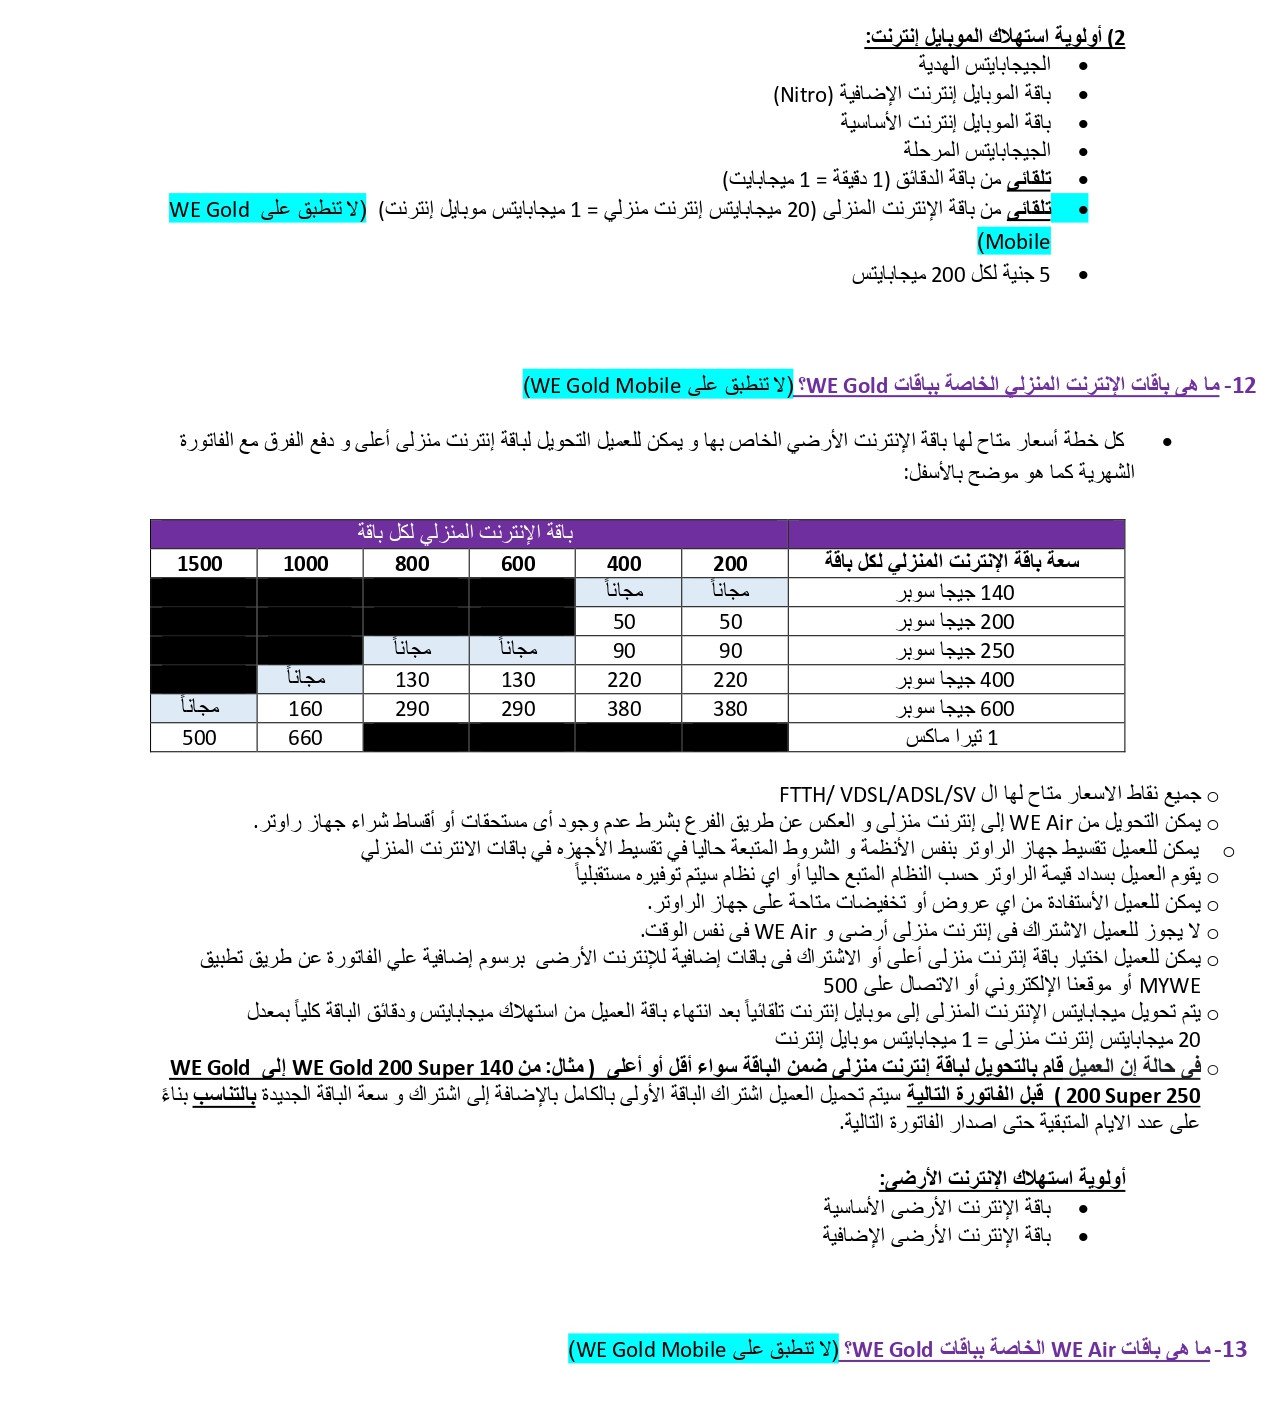 2) أولوية استهلاك الموبايل إنترنت:
• الجيجابايتس الهدية
• باقة الموبايل إنترنت الإضافية (Nitro)
• باقة الموبايل إنترنت الأساسية
• الجيجابايتس المرحلة
• تلقائى من باقة الدقائق (1 دقيقة = 1 ميجابايت)
• تلقائى من باقة الإنترنت المنزلى (20 ميجابايتس إنترنت منزلي = 1 ميجابايتس موبايل إنترنت) (لا تنطبق على WE Gold
Mobile)
• 5 جنية لكل 200 ميجابايتس
12- ما هى باقات الإنترنت المنزلي الخاصة بباقات WE Gold؟ (لا تنطبق على WE Gold Mobile)
• كل خطة أسعار متاح لها باقة الإنترنت الأرضي الخاص بها و يمكن للعميل التحويل لباقة إنترنت منزلى أعلى و دفع الفرق مع الفاتورة
الشهرية كما هو موضح بالأسفل:
باقة الإنترنت المنزلي لكل باقة
سعة باقة الإنترنت المنزلي لكل باقة 200 400 600 800 1000 1500
140 جيجا سوبر مجاناً مجاناً
200 جيجا سوبر 50 50
250 جيجا سوبر 90 90 مجاناً مجاناً
400 جيجا سوبر 220 220 130 130 مجاناً
600 جيجا سوبر 380 380 290 290 160 مجاناً
1 تيرا ماكس 660 500
o جميع نقاط الاسعار متاح لها ال FTTH/ VDSL/ADSL/SV
o يمكن التحويل من WE Air إلى إنترنت منزلى و العكس عن طريق الفرع بشرط عدم وجود أى مستحقات أو أقساط شراء جهاز راوتر.
o يمكن للعميل تقسيط جهاز الراوتر بنفس الأنظمة و الشروط المتبعة حاليا في تقسيط الأجهزه في باقات الانترنت المنزلي
o يقوم العميل بسداد قيمة الراوتر حسب النظام المتبع حاليا أو اي نظام سيتم توفيره مستقبلياً
o يمكن للعميل الأستفادة من اي عروض أو تخفيضات متاحة على جهاز الراوتر.
o لا يجوز للعميل الاشتراك فى إنترنت منزلى أرضى و WE Air فى نفس الوقت.
o يمكن للعميل اختيار باقة إنترنت منزلى أعلى أو الاشتراك فى باقات إضافية للإنترنت الأرضى برسوم إضافية علي الفاتورة عن طريق تطبيق
MYWE أو موقعنا الإلكتروني أو الاتصال على 500
o يتم تحويل ميجابايتس الإنترنت المنزلى إلى موبايل إنترنت تلقائياً بعد انتهاء باقة العميل من استهلاك ميجابايتس ودقائق الباقة كلياً بمعدل
20 ميجابايتس إنترنت منزلى = 1 ميجابايتس موبايل إنترنت
o فى حالة إن العميل قام بالتحويل لباقة إنترنت منزلى ضمن الباقة سواء أقل أو أعلى ( مثال: من WE Gold 200 Super 140 إلى WE Gold
200 Super 250 ) قبل الفاتورة التالية سيتم تحميل العميل اشتراك الباقة الأولى بالكامل بالإضافة إلى اشتراك و سعة الباقة الجديدة بالتناسب بناءً
على عدد الايام المتبقية حتى اصدار الفاتورة التالية.
أولوية استهلاك الإنترنت الأرضى:
• باقة الإنترنت الأرضى الأساسية
• باقة الإنترنت الأرضى الإضافية
13- ما هى باقات WE Air الخاصة بباقات WE Gold؟ (لا تنطبق على WE Gold Mobile)